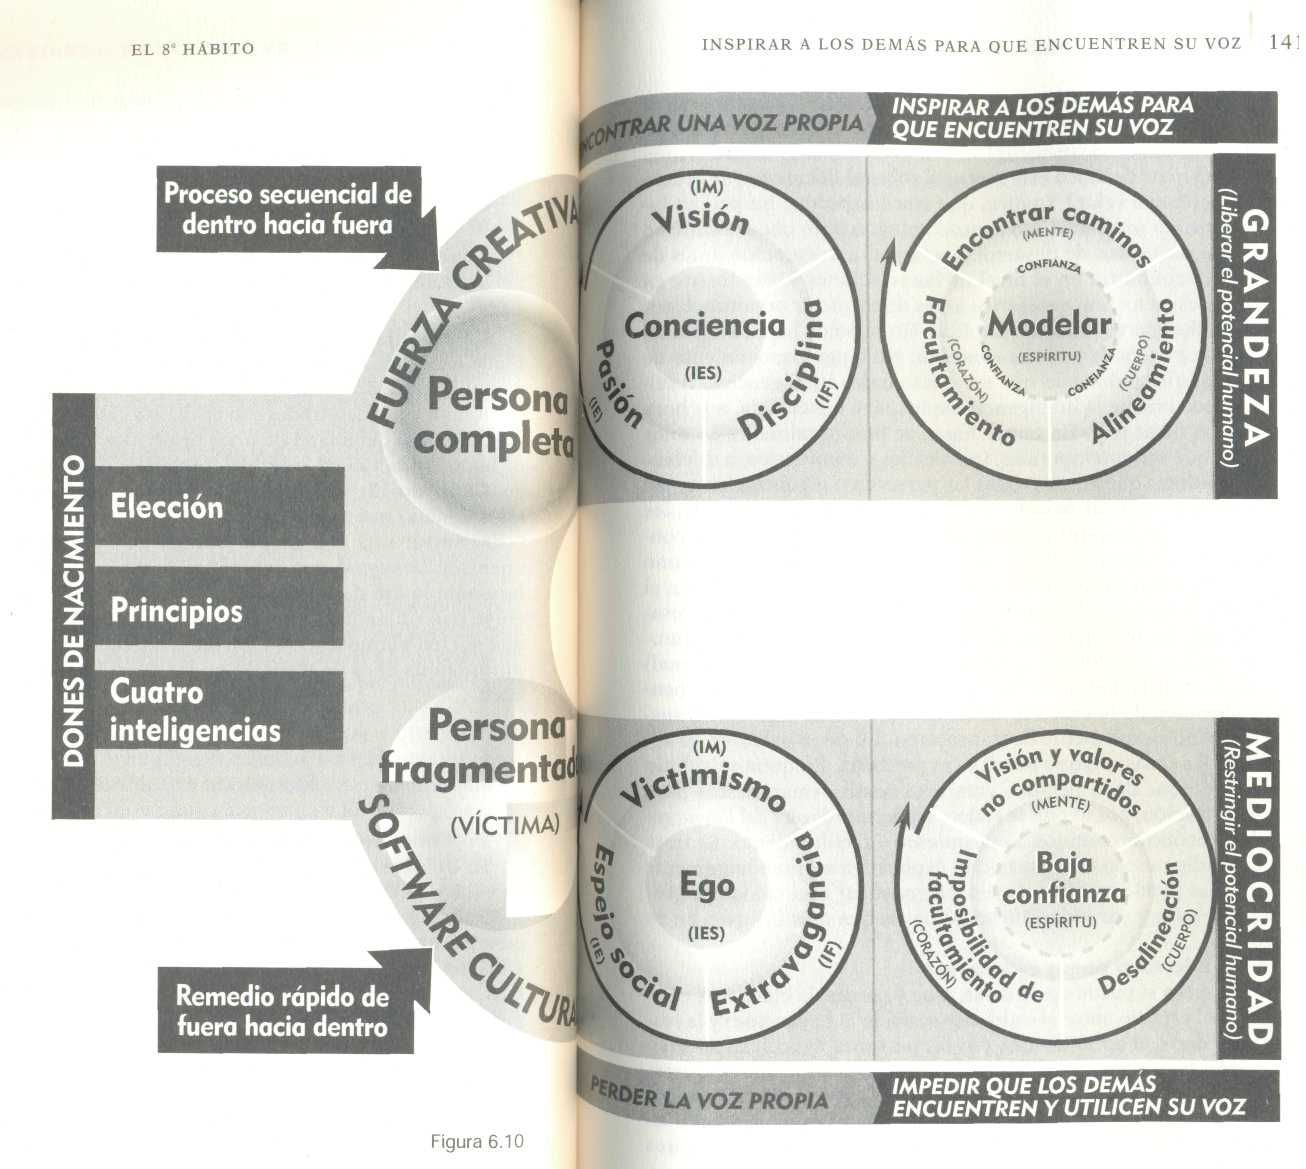 EL 8º HÁBITO
INSPIRAR A LOS DEMÁS PARA QUE ENCUENTREN SU VOZ 141
ENCONTRAR UNA VOZ PROPIA
INSPIRAR A LOS DEMÁS PARA
QUE ENCUENTREN SU VOZ
Proceso secuencial de
dentro hacia fuera
FUERZA CREATIVA
Persona
completa
(IM)
Visión
Conciencia
(IES)
Pasión
(IE)
Disciplina
(IF)
Encontrar caminos
(MENTE)
CONFIANZA
Modelar
(ESPÍRITU)
CONFIANZA
CONFIANZA
Facultamiento
(CORAZÓN)
Alineamiento
(CUERPO)
GRANDEZA
(Liberar el potencial humano)
DONES DE NACIMIENTO
Elección
Principios
Cuatro
inteligencias
Persona
fragmentada
(VÍCTIMA)
SOFTWARE CULTURA
Remedio rápido de
fuera hacia dentro
(IM)
Victimismo
Ego
(IES)
Espejo social
(IE)
Extravagancia
(IF)
Visión y valores
no compartidos
(MENTE)
Baja
confianza
(ESPÍRITU)
Imposibilidad de
facultamiento
(CORAZÓN)
Desalineación
(CUERPO)
MEDIOCRIDAD
(Restringir el potencial humano)
PERDER LA VOZ PROPIA
IMPEDIR QUE LOS DEMÁS
ENCUENTREN Y UTILICEN SU VOZ
Figura 6.10